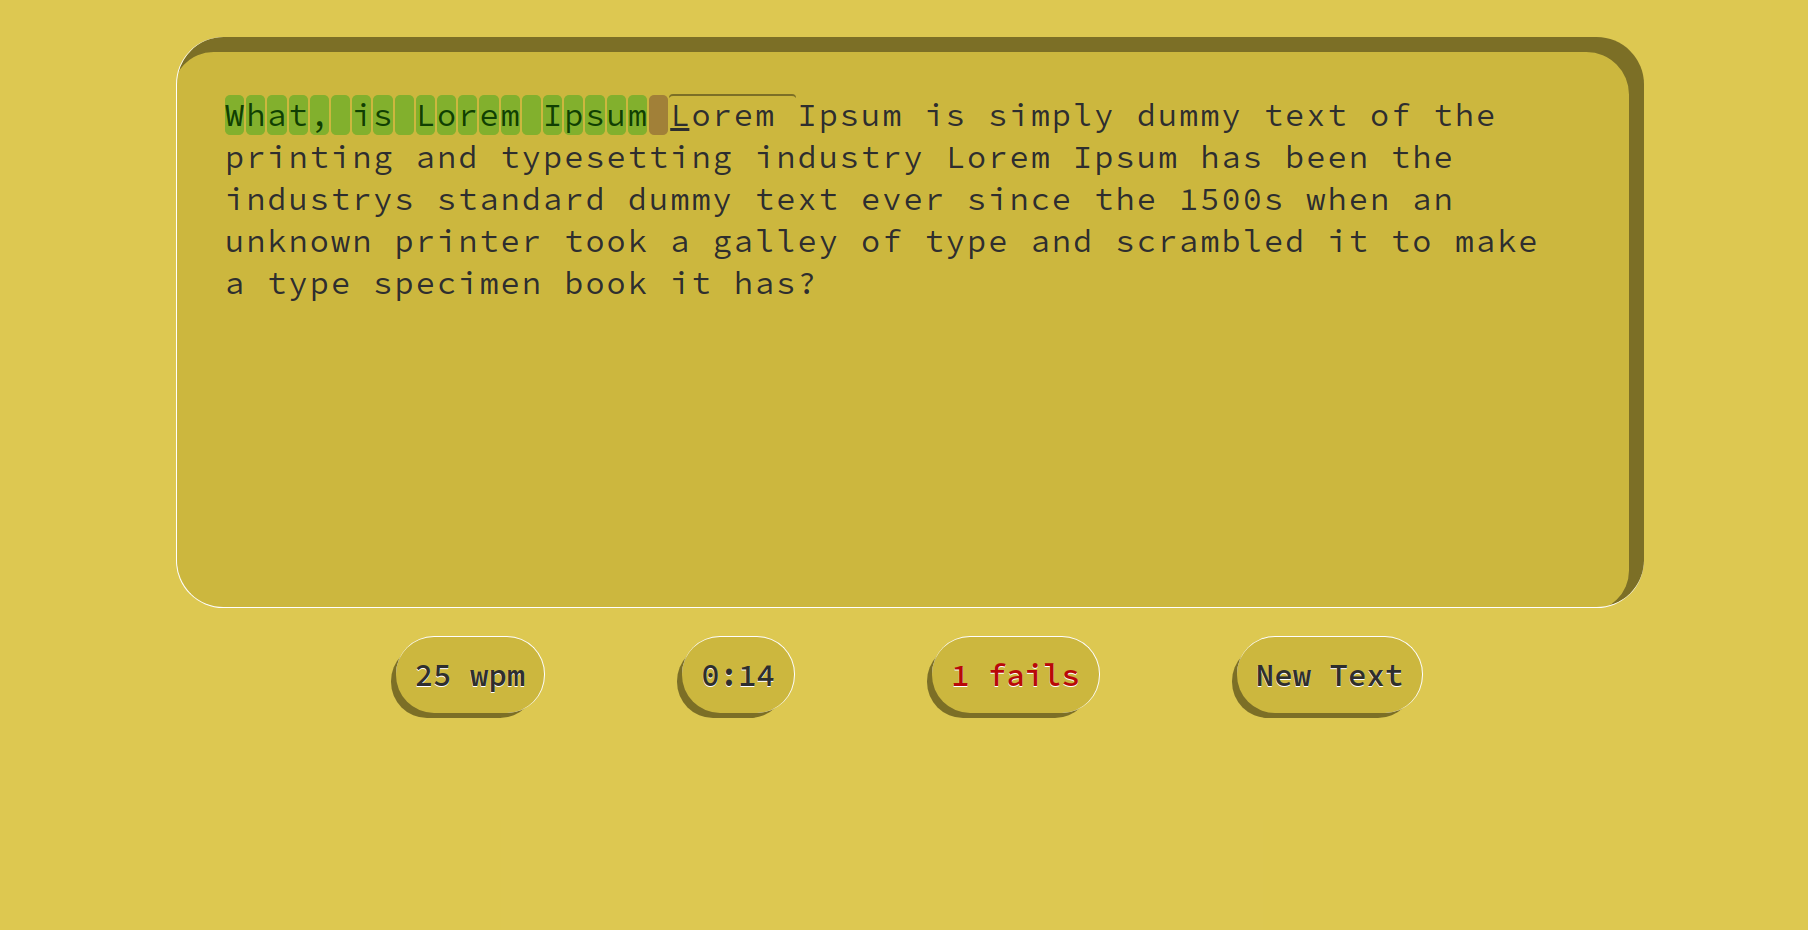 What, is Lorem Ipsum Lorem Ipsum is simply dummy text of the
printing and typesetting industry Lorem Ipsum has been the
industrys standard dummy text ever since the 1500s when an
unknown printer took a galley of type and scrambled it to make
a type specimen book it has?
25 wpm
0:14
1 fails
New Text